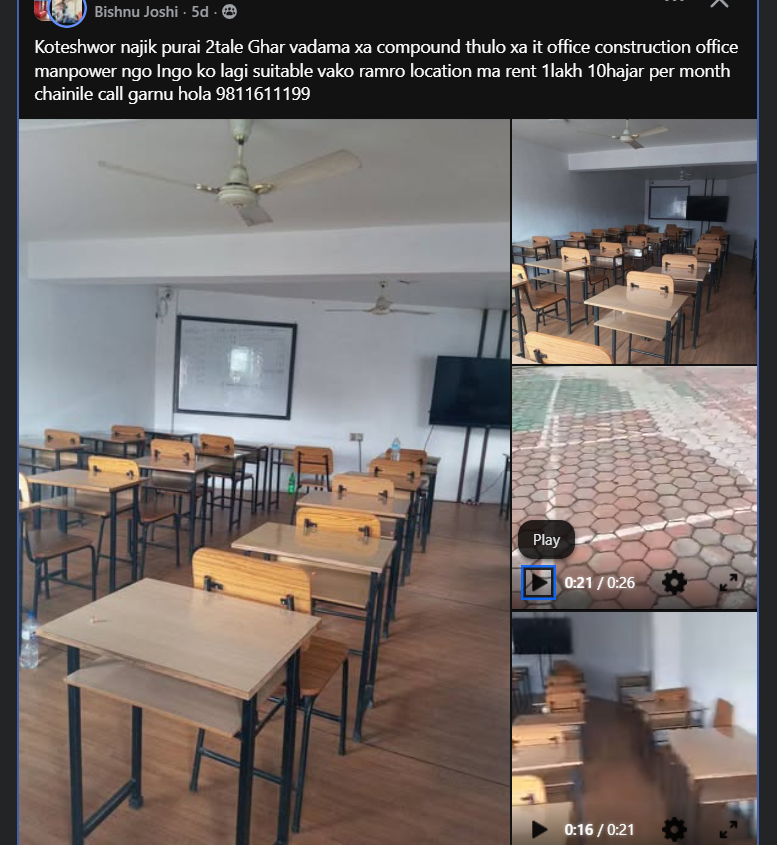 Bishnu Joshi · 5d ·
Koteshwor najik purai 2tale Ghar vadama xa compound thulo xa it office construction office
manpower ngo Ingo ko lagi suitable vako ramro location ma rent 1lakh 10hajar per month
chainile call garnu hola 9811611199
Play
0:21 / 0:26
0:16 / 0:21